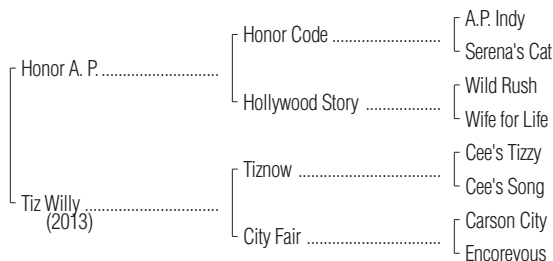 A.P. Indy
Honor Code
Serena's Cat
Honor A. P.
Wild Rush
Hollywood Story
Wife for Life
Cee's Tizzy
Tiznow
Cee's Song
Tiz Willy
(2013)
Carson City
City Fair
Encorevous